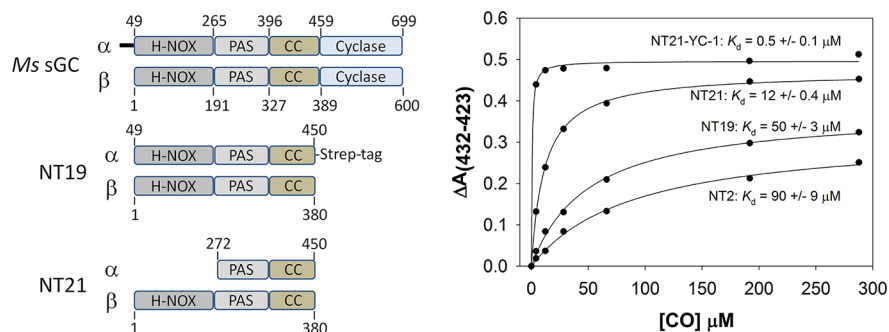 49 265 396 459 699
α H-NOX PAS CC Cyclase
Ms sGC
β H-NOX PAS CC Cyclase
1 191 327 389 600
49 450
α H-NOX PAS CC Strep-tag
NT19
β H-NOX PAS CC
1 380
272 450
α PAS CC
NT21
β H-NOX PAS CC
1 380
0.6
0.5
0.4
0.3
0.2
0.1
0.0
ΔA(432-423)
NT21-YC-1: Kd = 0.5 +/- 0.1 μM
NT21: Kd = 12 +/- 0.4 μM
NT19: Kd = 50 +/- 3 μM
NT2: Kd = 90 +/- 9 μM
0 50 100 150 200 250 300
[CO] μM